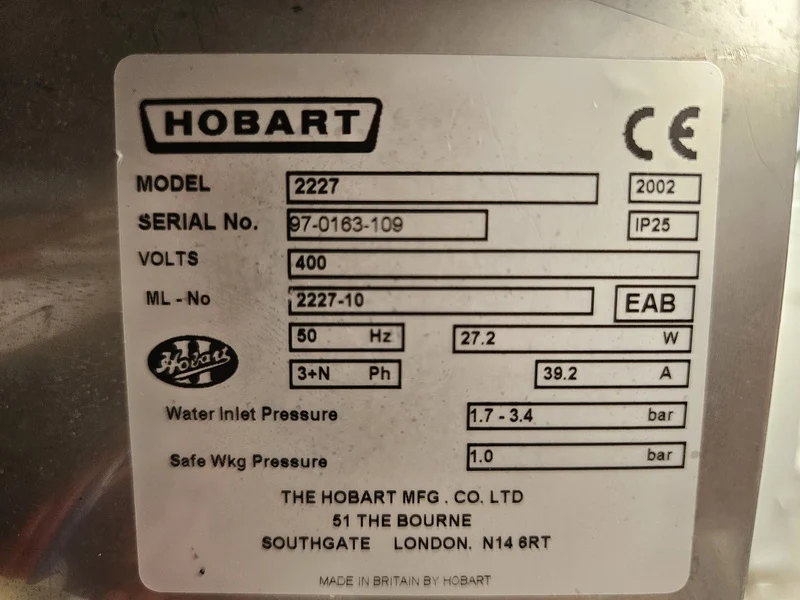 HOBART
CE
MODEL 2227 2002
SERIAL No. 97-0163-109 IP25
VOLTS 400
ML - No 2227-10 EAB
50 Hz 27.2 W
Hobart
3+N Ph 39.2 A
Water Inlet Pressure 1.7 - 3.4 bar
Safe Wkg Pressure 1.0 bar
THE HOBART MFG . CO. LTD
51 THE BOURNE
SOUTHGATE LONDON. N14 6RT
MADE IN BRITAIN BY HOBART